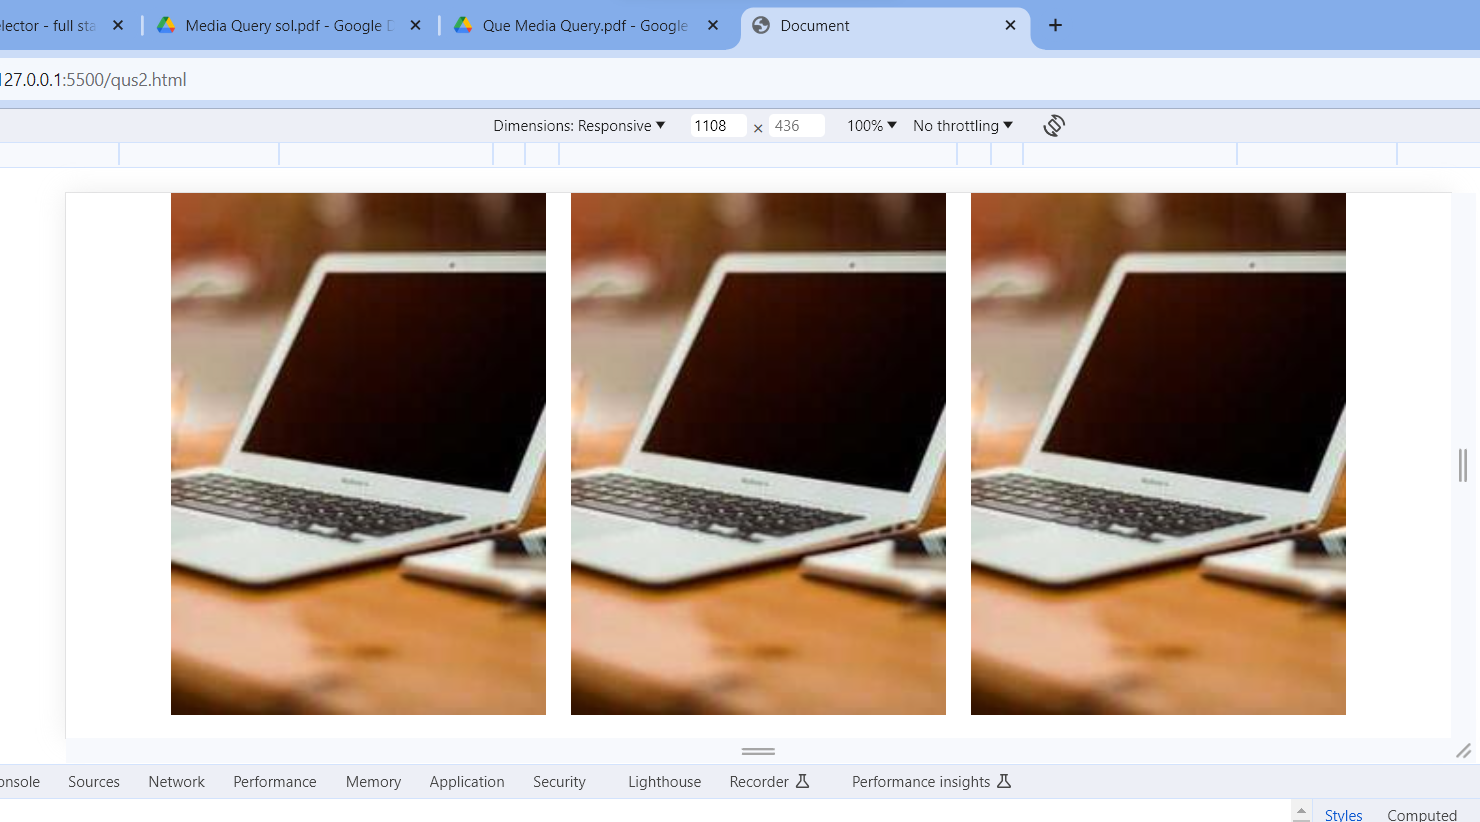 elector - full sta
Media Query sol.pdf - Google D
Que Media Query.pdf - Google
Document
127.0.0.1:5500/qus2.html
Dimensions: Responsive 1108 × 436 100% No throttling
onsole Sources Network Performance Memory Application Security Lighthouse Recorder Performance insights
Styles Computed